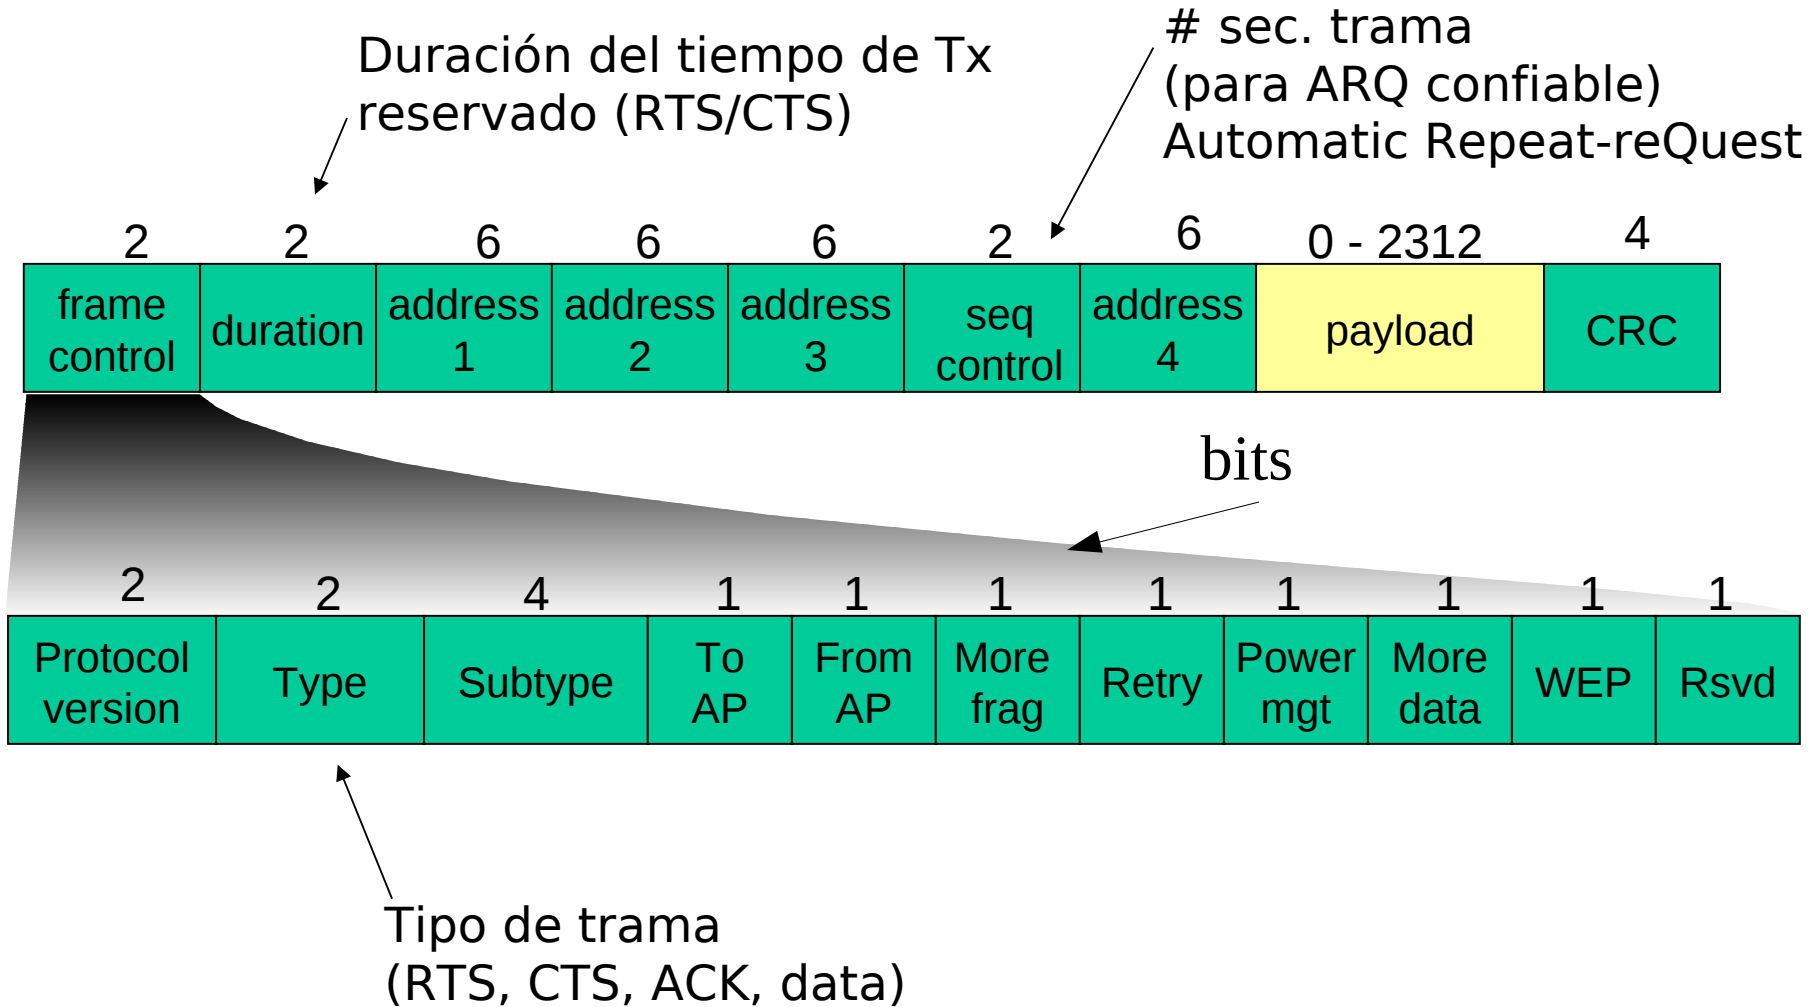 # sec. trama
(para ARQ confiable)
Automatic Repeat-reQuest
Duración del tiempo de Tx
reservado (RTS/CTS)
2 2 6 6 6 2 6 0 - 2312 4
frame control
duration
address 1
address 2
address 3
seq control
address 4
payload
CRC
bits
2 2 4 1 1 1 1 1 1 1 1
Protocol version
Type
Subtype
To AP
From AP
More frag
Retry
Power mgt
More data
WEP
Rsvd
Tipo de trama
(RTS, CTS, ACK, data)